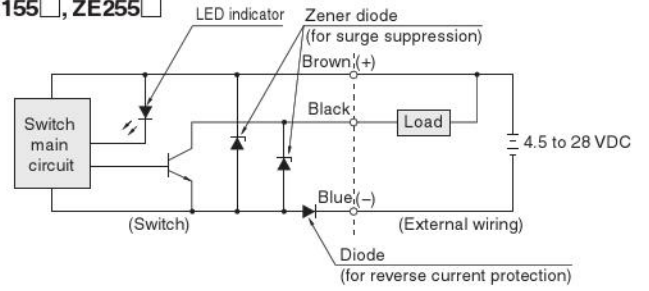 155□, ZE255□
LED indicator
Zener diode
(for surge suppression)
Brown (+)
Black
Switch
main
circuit
Load
4.5 to 28 VDC
Blue (−)
(Switch)
(External wiring)
Diode
(for reverse current protection)